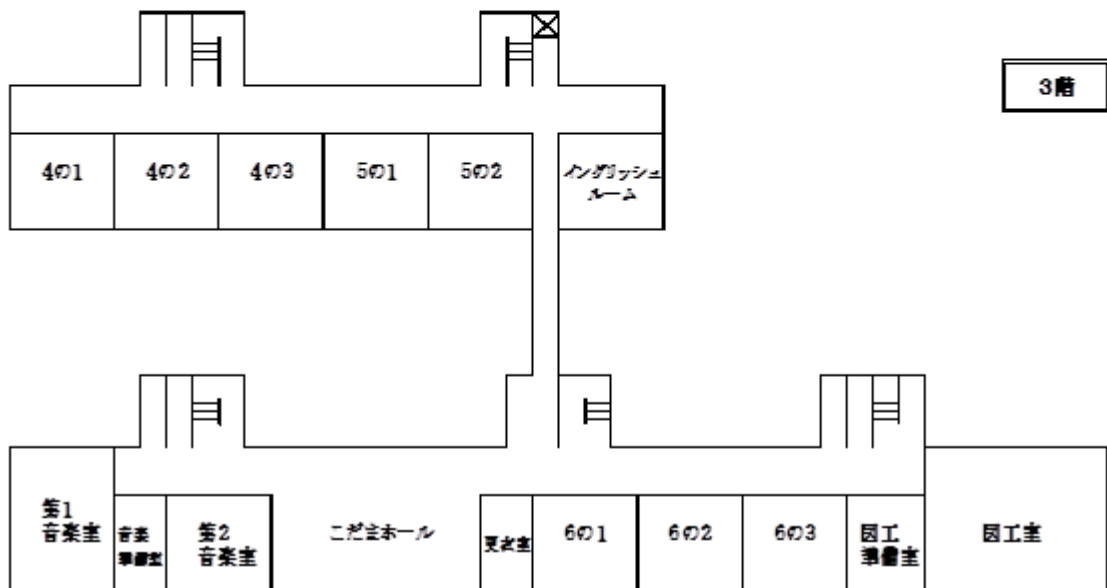 3階
4の1
4の2
4の3
5の1
5の2
イングリッシュ
ルーム
第1
音楽室
音楽
準備室
第2
音楽室
こだまホール
更衣室
6の1
6の2
6の3
図工
準備室
図工室